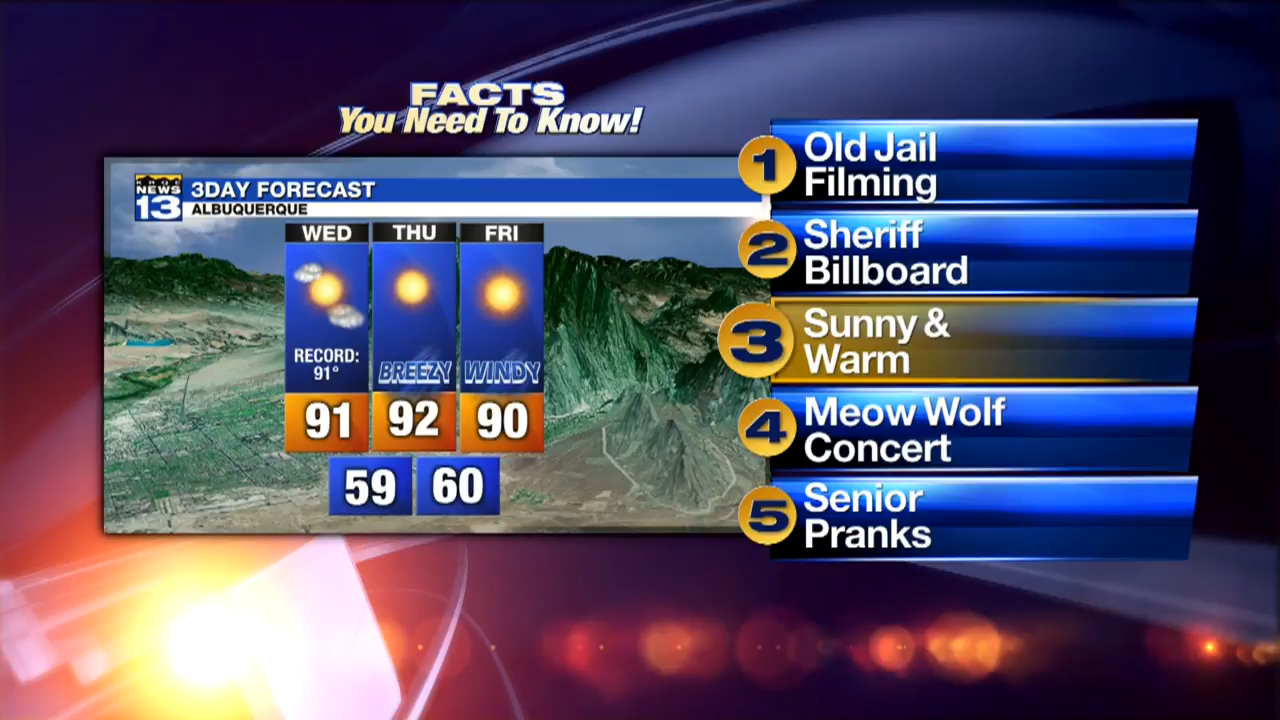 FACTS
You Need To Know!
KRQE
NEWS
13
3DAY FORECAST
ALBUQUERQUE
WED
THU
FRI
RECORD:
91°
BREEZY
WINDY
91
92
90
59
60
1
Old Jail
Filming
2
Sheriff
Billboard
3
Sunny &
Warm
4
Meow Wolf
Concert
5
Senior
Pranks